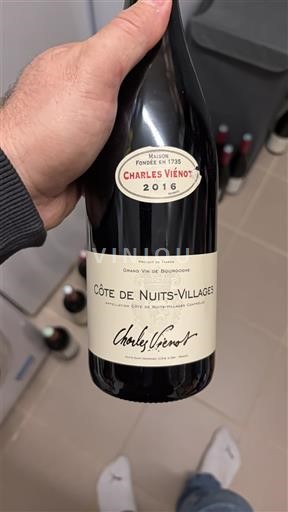 MAISON
FONDÉE EN 1735
CHARLES VIÉNOT
2016
VINIOU
PRODUIT DE FRANCE
GRAND VIN DE BOURGOGNE
CÔTE DE NUITS-VILLAGES
APPELLATION CÔTE DE NUITS-VILLAGES CONTRÔLÉE
Charles Viénot